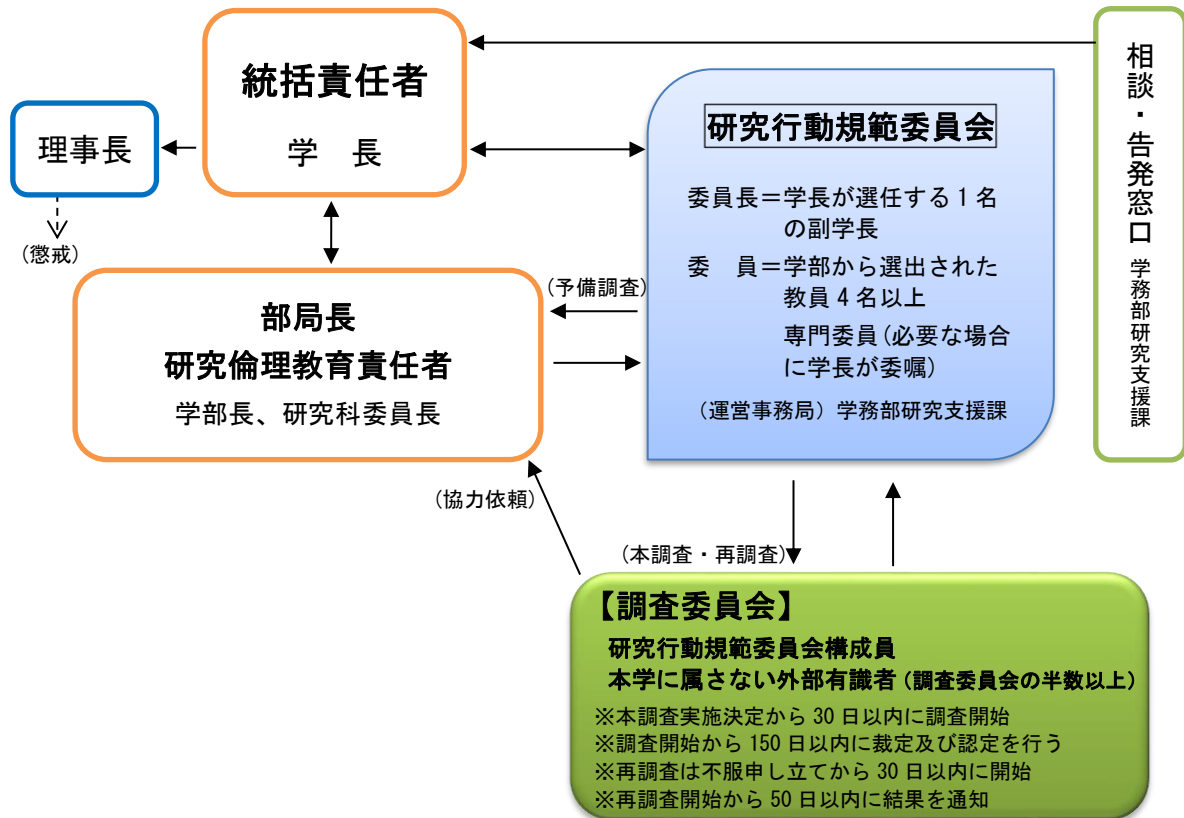 統括責任者
学　長
理事長
(懲戒)
部局長
研究倫理教育責任者
学部長、研究科委員長
(予備調査)
(協力依頼)
研究行動規範委員会
委員長＝学長が選任する1名
の副学長
委　員＝学部から選出された
教員4名以上
専門委員(必要な場合
に学長が委嘱)
(運営事務局) 学務部研究支援課
相談・告発窓口 学務部研究支援課
(本調査・再調査)
【調査委員会】
研究行動規範委員会構成員
本学に属さない外部有識者(調査委員会の半数以上)
※本調査実施決定から30日以内に調査開始
※調査開始から150日以内に裁定及び認定を行う
※再調査は不服申し立てから30日以内に開始
※再調査開始から50日以内に結果を通知